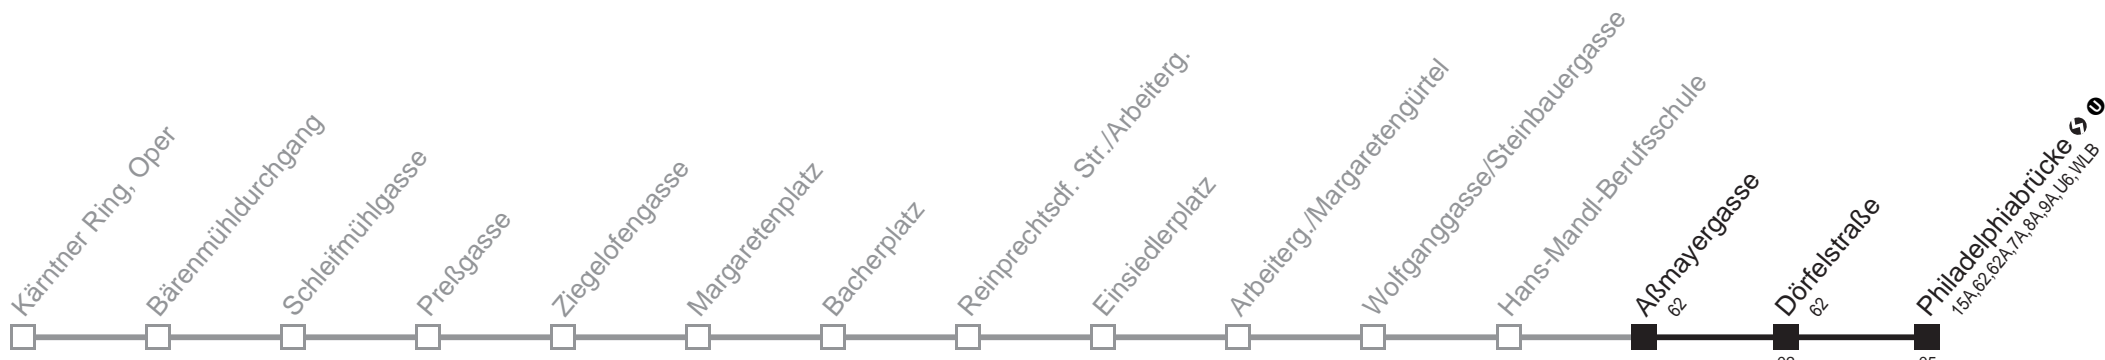 Kärntner Ring, Oper
Bärenmühldurchgang
Schleifmühlgasse
Preßgasse
Ziegelofengasse
Margaretenplatz
Bacherplatz
Reinprechtsdf. Str./Arbeiterg.
Einsiedlerplatz
Arbeiterg./Margaretengürtel
Wolfganggasse/Steinbauergasse
Hans-Mandl-Berufsschule
Aßmayergasse
62
Dörfelstraße
62
Philadelphiabrücke U
15A,62,62A,7A,8A,9A,U6,WLB